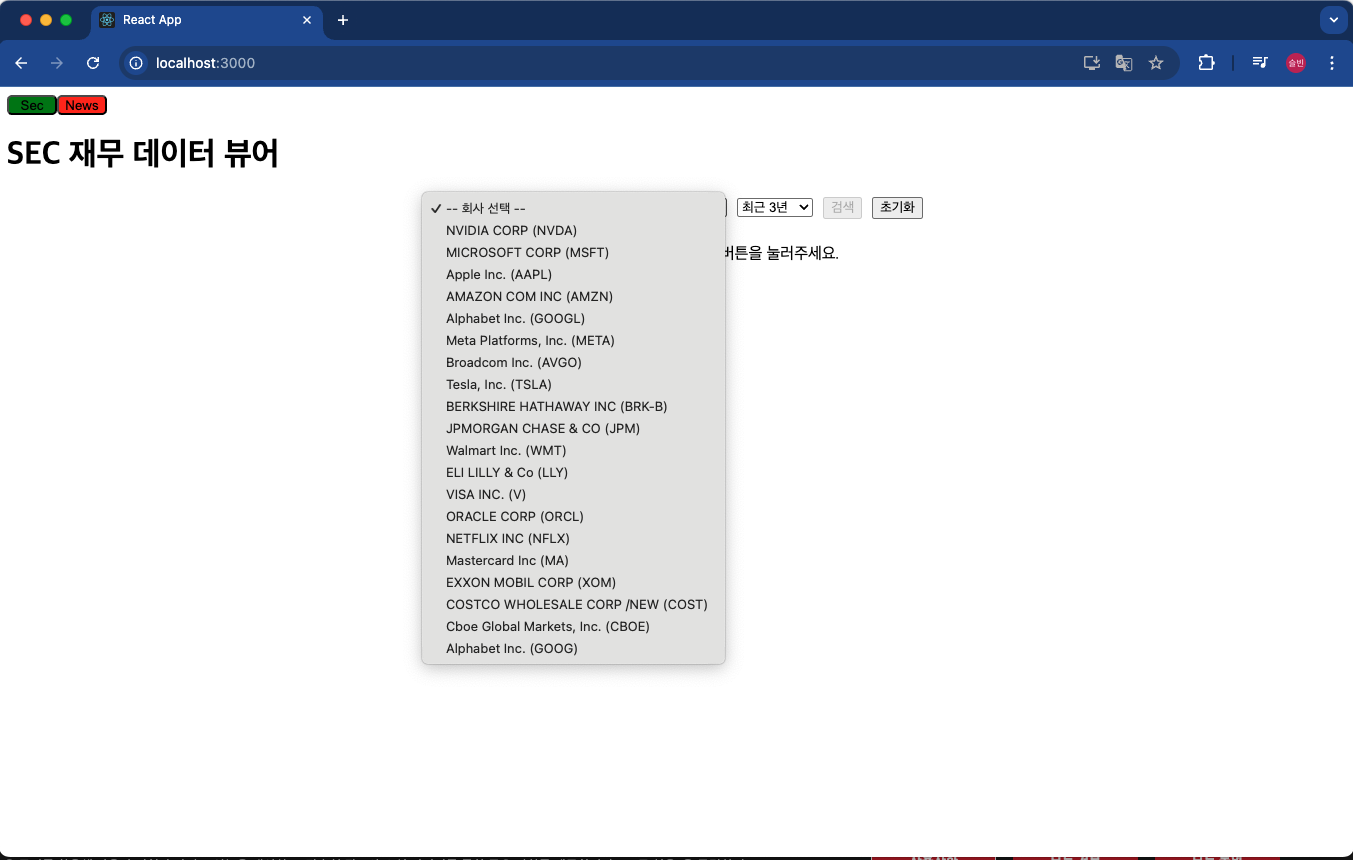 React App
localhost:3000
슬빈
Sec News
SEC 재무 데이터 뷰어
✓ -- 회사 선택 --
최근 3년 검색 초기화
NVIDIA CORP (NVDA)
MICROSOFT CORP (MSFT)
버튼을 눌러주세요.
Apple Inc. (AAPL)
AMAZON COM INC (AMZN)
Alphabet Inc. (GOOGL)
Meta Platforms, Inc. (META)
Broadcom Inc. (AVGO)
Tesla, Inc. (TSLA)
BERKSHIRE HATHAWAY INC (BRK-B)
JPMORGAN CHASE & CO (JPM)
Walmart Inc. (WMT)
ELI LILLY & Co (LLY)
VISA INC. (V)
ORACLE CORP (ORCL)
NETFLIX INC (NFLX)
Mastercard Inc (MA)
EXXON MOBIL CORP (XOM)
COSTCO WHOLESALE CORP /NEW (COST)
Cboe Global Markets, Inc. (CBOE)
Alphabet Inc. (GOOG)